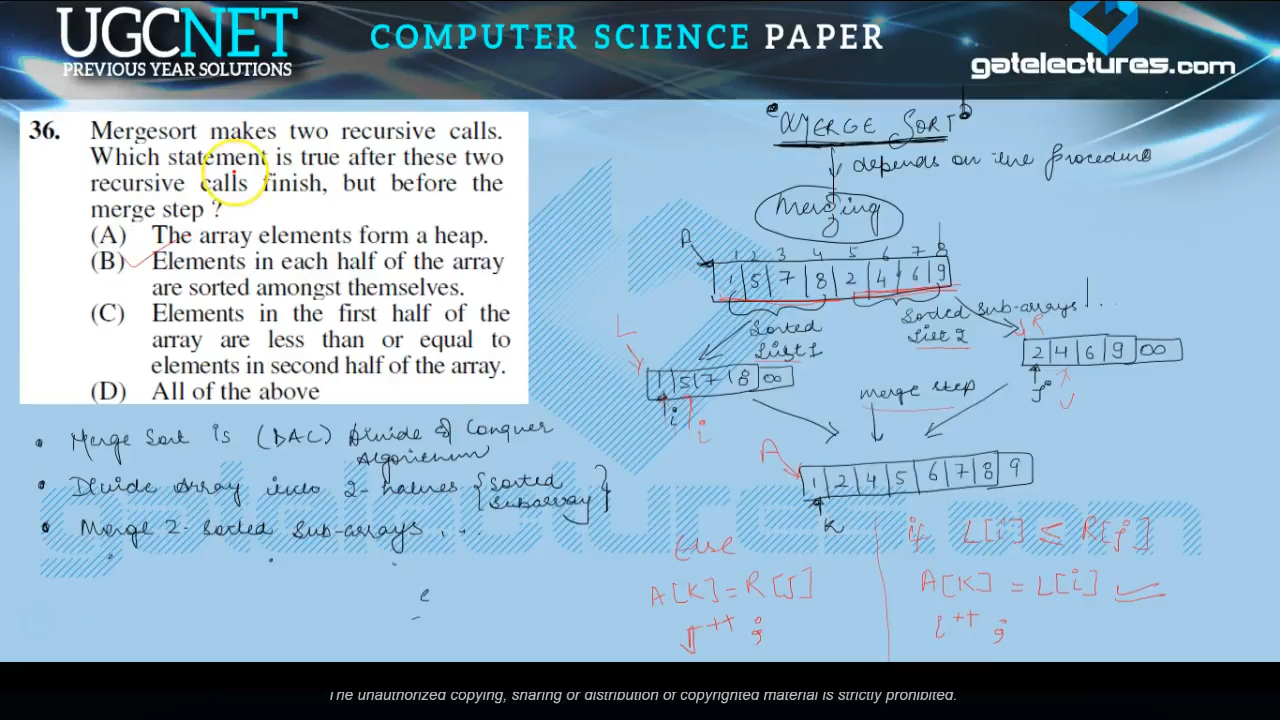 UGCNET
PREVIOUS YEAR SOLUTIONS
COMPUTER SCIENCE PAPER
gatelectures.com
36. Mergesort makes two recursive calls.
Which statement is true after these two
recursive calls finish, but before the
merge step ?
(A) The array elements form a heap.
(B) Elements in each half of the array
are sorted amongst themselves.
(C) Elements in the first half of the
array are less than or equal to
elements in second half of the array.
(D) All of the above
• Merge Sort is (DAC) Divide & Conquer
Algorithm
• Divide Array into 2-halves {Sorted
Subarray}
• Merge 2-Sorted Sub-arrays ..
"MERGE SORT"
depends on the procedure
Merging
A
1 2 3 4 5 6 7 8
1 5 7 8 2 4 6 9
Sorted
List 1
Sorted sub-arrays! ..
List 2
L
1 5 7 8 ∞
i
i
R
2 4 6 9 ∞
j
merge step
A
1 2 4 5 6 7 8 9
K
Else
A[K] = R[j]
j++ ;
if L[i] ≤ R[j]
A[K] = L[i]
i++ ;
gatelectures.com
The unauthorized copying, sharing or distribution of copyrighted material is strictly prohibited.